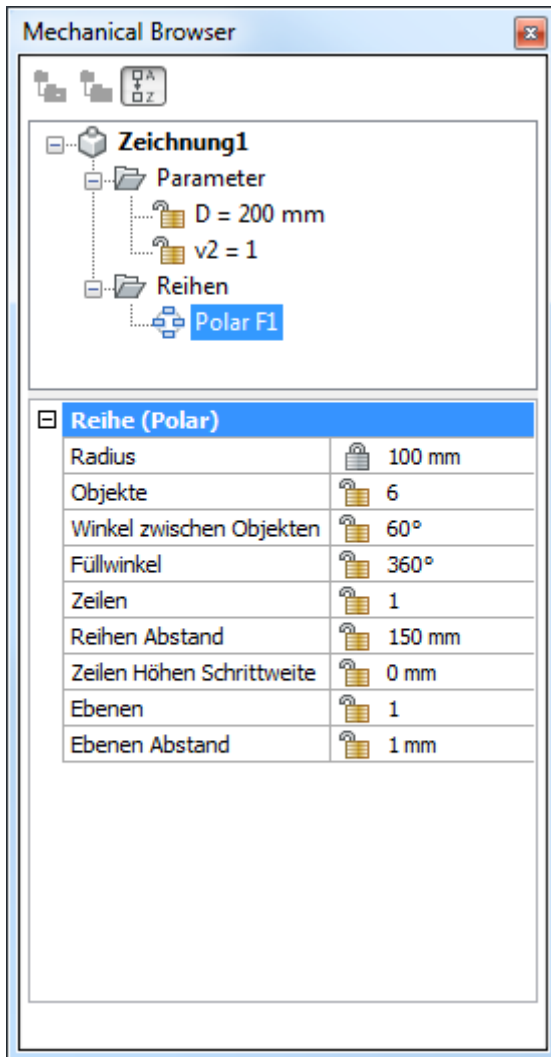 Mechanical Browser
A
Z
Zeichnung1
Parameter
D = 200 mm
v2 = 1
Reihen
Polar F1
Reihe (Polar)
Radius 100 mm
Objekte 6
Winkel zwischen Objekten 60°
Füllwinkel 360°
Zeilen 1
Reihen Abstand 150 mm
Zeilen Höhen Schrittweite 0 mm
Ebenen 1
Ebenen Abstand 1 mm